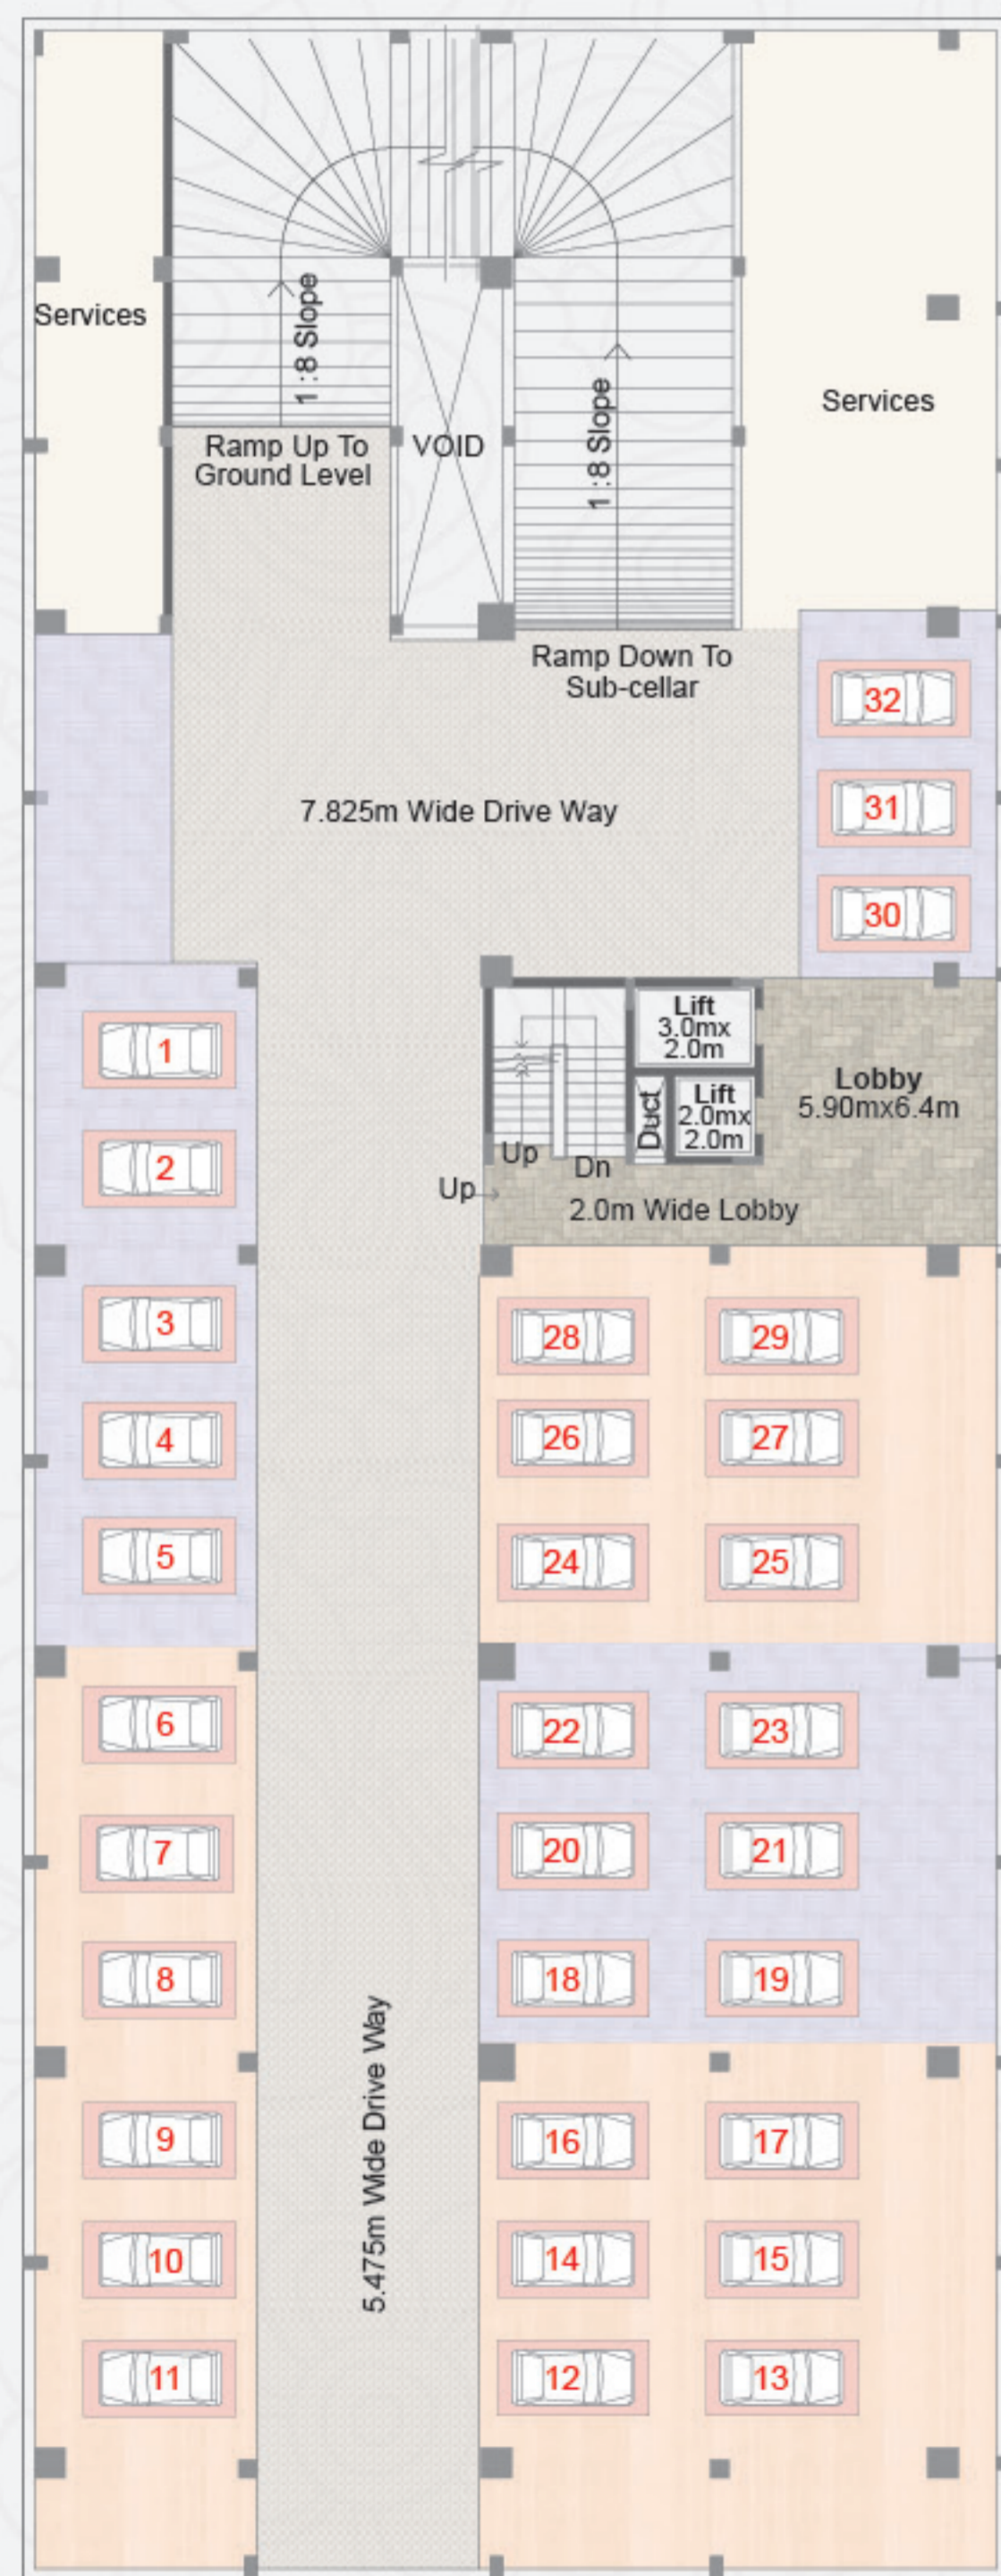 Services
1:8 Slope
1:8 Slope
Services
Ramp Up To
Ground Level
VOID
Ramp Down To
Sub-cellar
32
7.825m Wide Drive Way
31
30
1
Lift
3.0mx
2.0m
Lobby
5.90mx6.4m
Duct
Lift
2.0mx
2.0m
2
Up
Dn
Up
2.0m Wide Lobby
3
28
29
4
26
27
5
24
25
6
22
23
7
20
21
8
18
19
5.475m Wide Drive Way
9
16
17
10
14
15
11
12
13